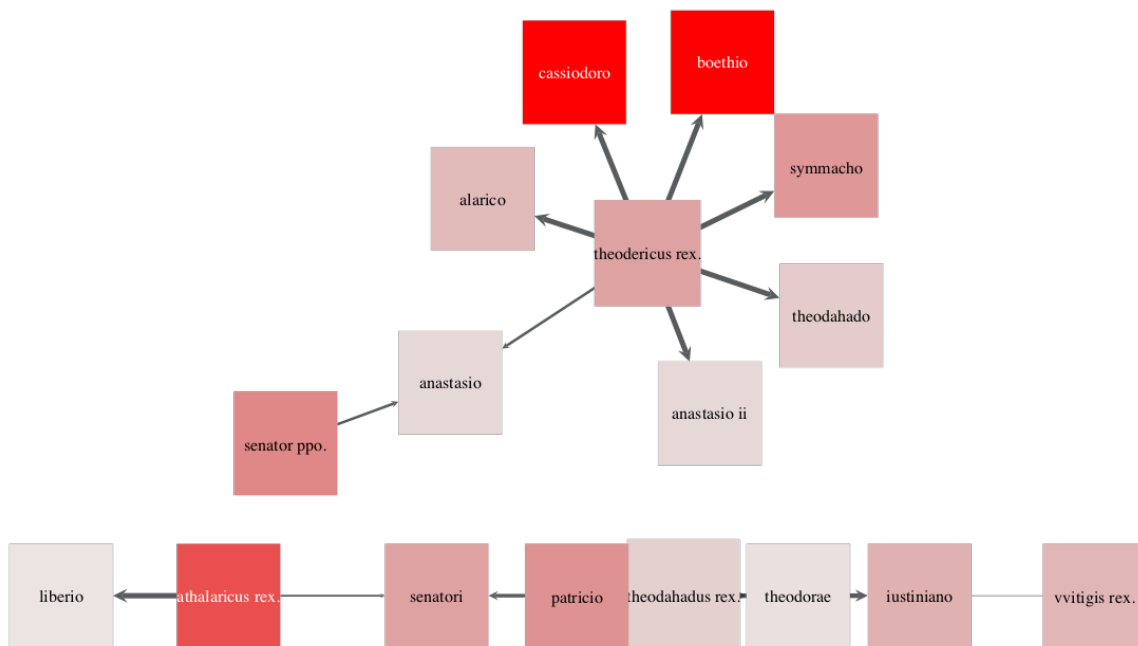 cassiodoro
boethio
symmacho
alarico
theodericus rex.
theodahado
anastasio
anastasio ii
senator ppo.
liberio
athalaricus rex.
senatori
patricio
theodahadus rex.
theodorae
iustiniano
vvitigis rex.